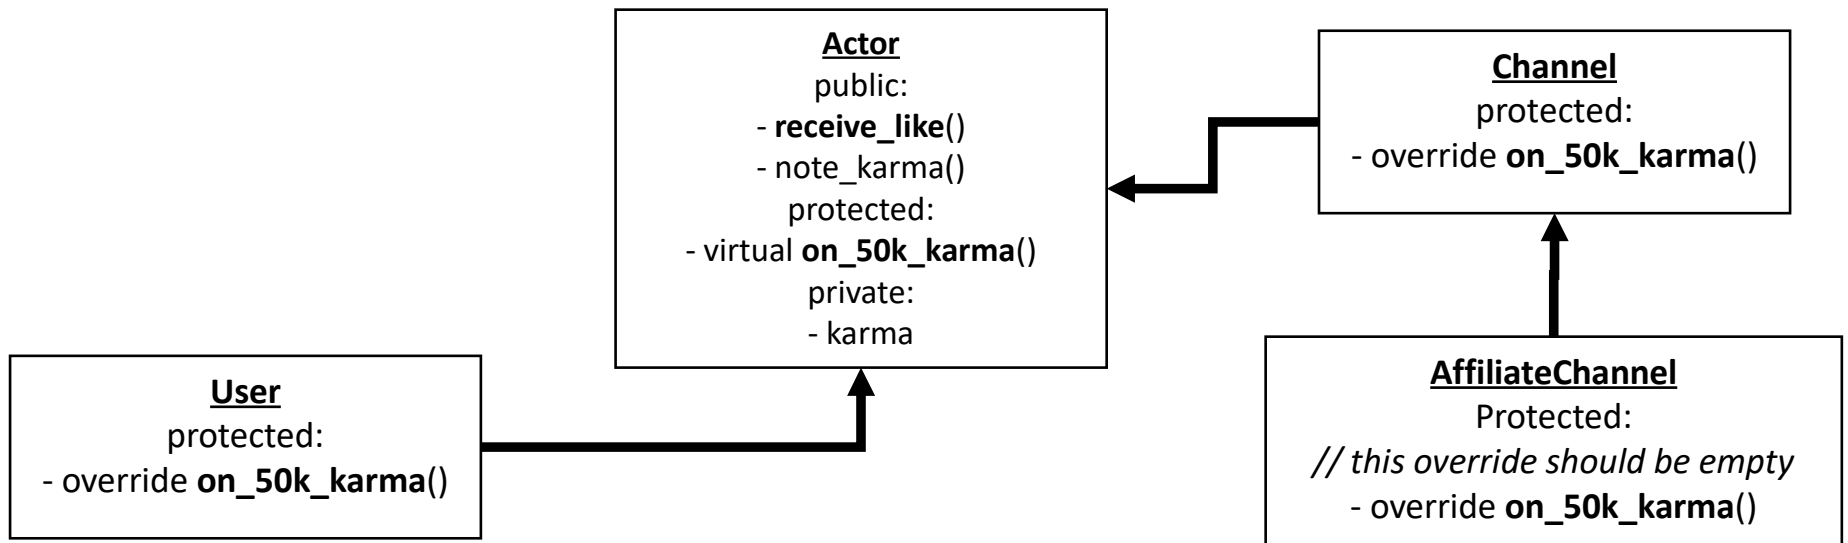 Actor
public:
- receive_like()
- note_karma()
protected:
- virtual on_50k_karma()
private:
- karma
Channel
protected:
- override on_50k_karma()
User
protected:
- override on_50k_karma()
AffiliateChannel
Protected:
// this override should be empty
- override on_50k_karma()